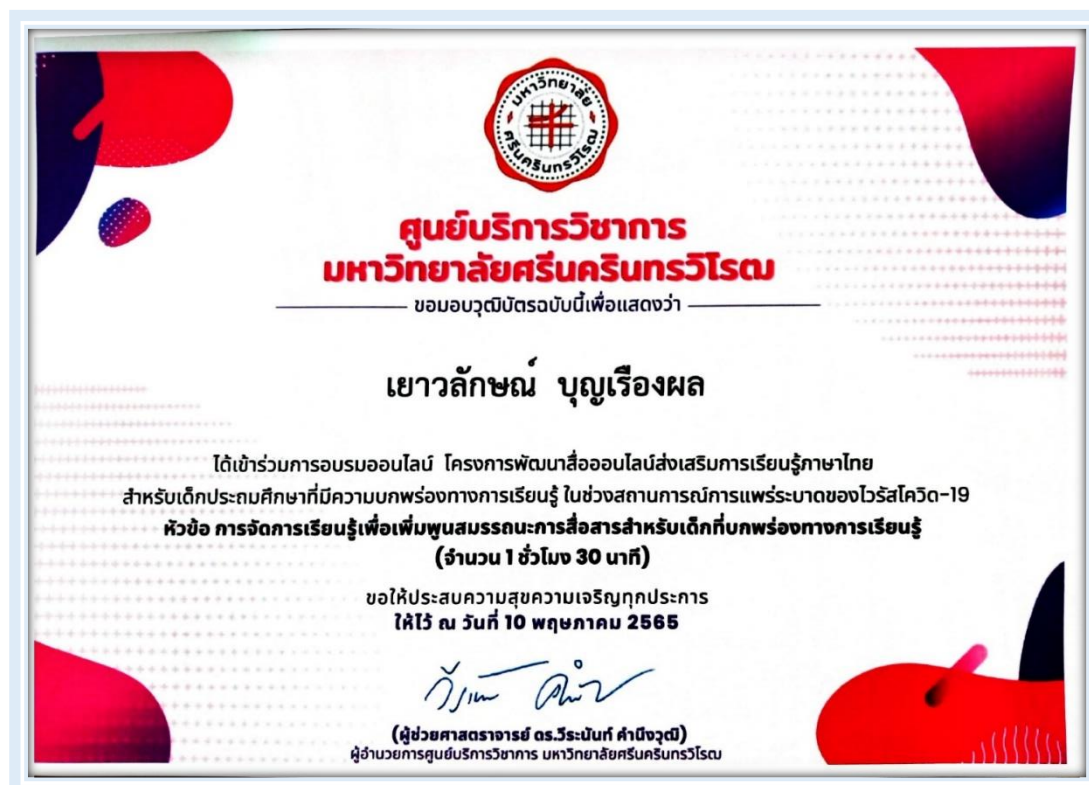 มหาวิทยาลัย
ศรีนครินทรวิโรฒ
ศูนย์บริการวิชาการ
มหาวิทยาลัยศรีนครินทรวิโรฒ
ขอมอบวุฒิบัตรฉบับนี้เพื่อแสดงว่า
เยาวลักษณ์ บุญเรืองผล
ได้เข้าร่วมการอบรมออนไลน์ โครงการพัฒนาสื่อออนไลน์ส่งเสริมการเรียนรู้ภาษาไทย
สำหรับเด็กประถมศึกษาที่มีความบกพร่องทางการเรียนรู้ ในช่วงสถานการณ์การแพร่ระบาดของไวรัสโควิด-19
หัวข้อ การจัดการเรียนรู้เพื่อเพิ่มพูนสมรรถนะการสื่อสารสำหรับเด็กที่บกพร่องทางการเรียนรู้
(จำนวน 1 ชั่วโมง 30 นาที)
ขอให้ประสบความสุขความเจริญทุกประการ
ให้ไว้ ณ วันที่ 10 พฤษภาคม 2565
(ผู้ช่วยศาสตราจารย์ ดร.วีระนันท์ คำนึงวุฒิ)
ผู้อำนวยการศูนย์บริการวิชาการ มหาวิทยาลัยศรีนครินทรวิโรฒ